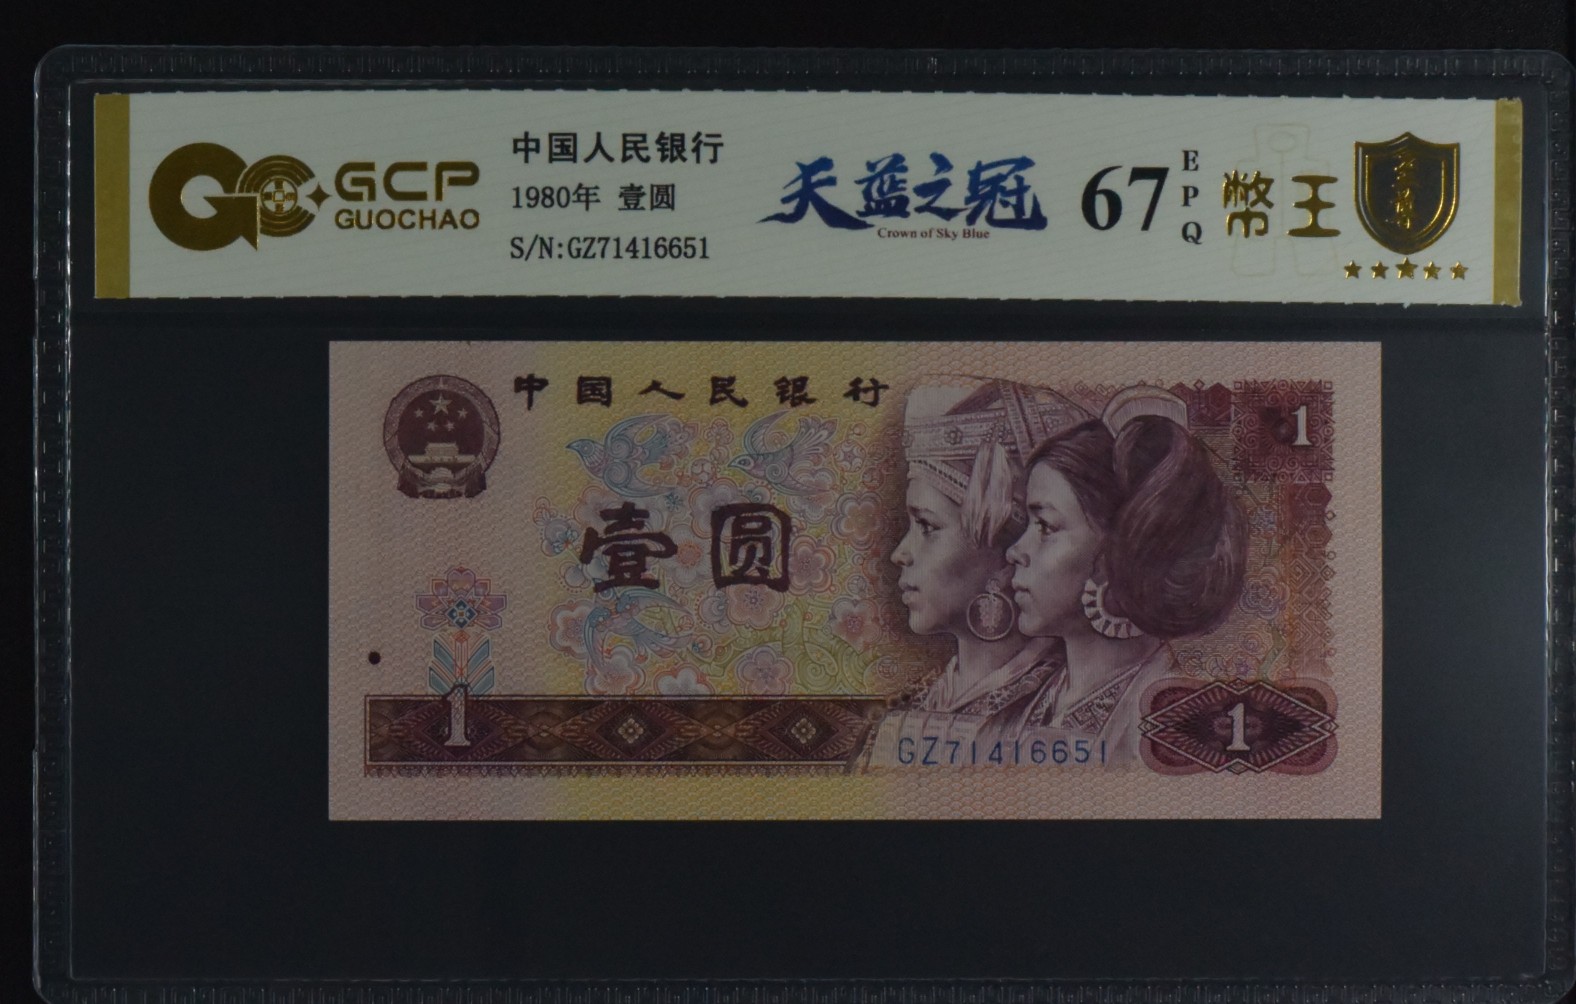 GCP
GUOCHAO
中国人民银行
1980年 壹圆
S/N:GZ71416651
天蓝之冠
Crown of Sky Blue
67
EPQ
幣王
中国人民银行
1
壹圆
1
GZ71416651
1